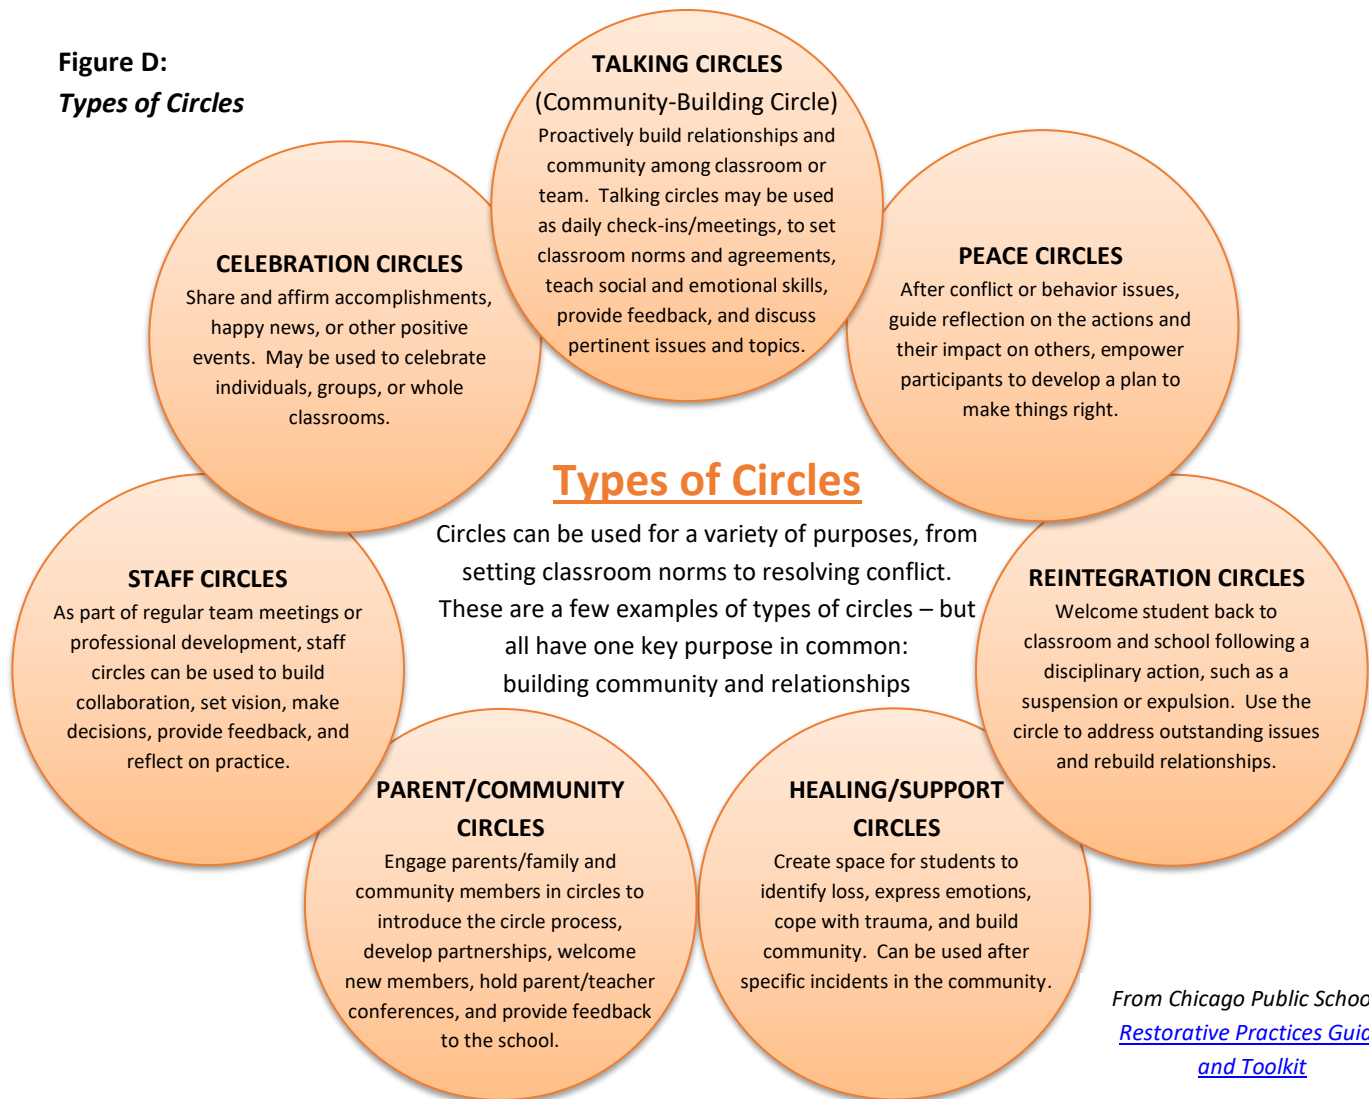 Figure D:
Types of Circles
TALKING CIRCLES
(Community-Building Circle)
Proactively build relationships and
community among classroom or
team.  Talking circles may be used
as daily check-ins/meetings, to set
classroom norms and agreements,
teach social and emotional skills,
provide feedback, and discuss
pertinent issues and topics.
CELEBRATION CIRCLES
Share and affirm accomplishments,
happy news, or other positive
events.  May be used to celebrate
individuals, groups, or whole
classrooms.
PEACE CIRCLES
After conflict or behavior issues,
guide reflection on the actions and
their impact on others, empower
participants to develop a plan to
make things right.
Types of Circles
Circles can be used for a variety of purposes, from
setting classroom norms to resolving conflict.
These are a few examples of types of circles – but
all have one key purpose in common:
building community and relationships
STAFF CIRCLES
As part of regular team meetings or
professional development, staff
circles can be used to build
collaboration, set vision, make
decisions, provide feedback, and
reflect on practice.
REINTEGRATION CIRCLES
Welcome student back to
classroom and school following a
disciplinary action, such as a
suspension or expulsion.  Use the
circle to address outstanding issues
and rebuild relationships.
PARENT/COMMUNITY
CIRCLES
Engage parents/family and
community members in circles to
introduce the circle process,
develop partnerships, welcome
new members, hold parent/teacher
conferences, and provide feedback
to the school.
HEALING/SUPPORT
CIRCLES
Create space for students to
identify loss, express emotions,
cope with trauma, and build
community.  Can be used after
specific incidents in the community.
From Chicago Public
Restorative Practices
and Toolkit